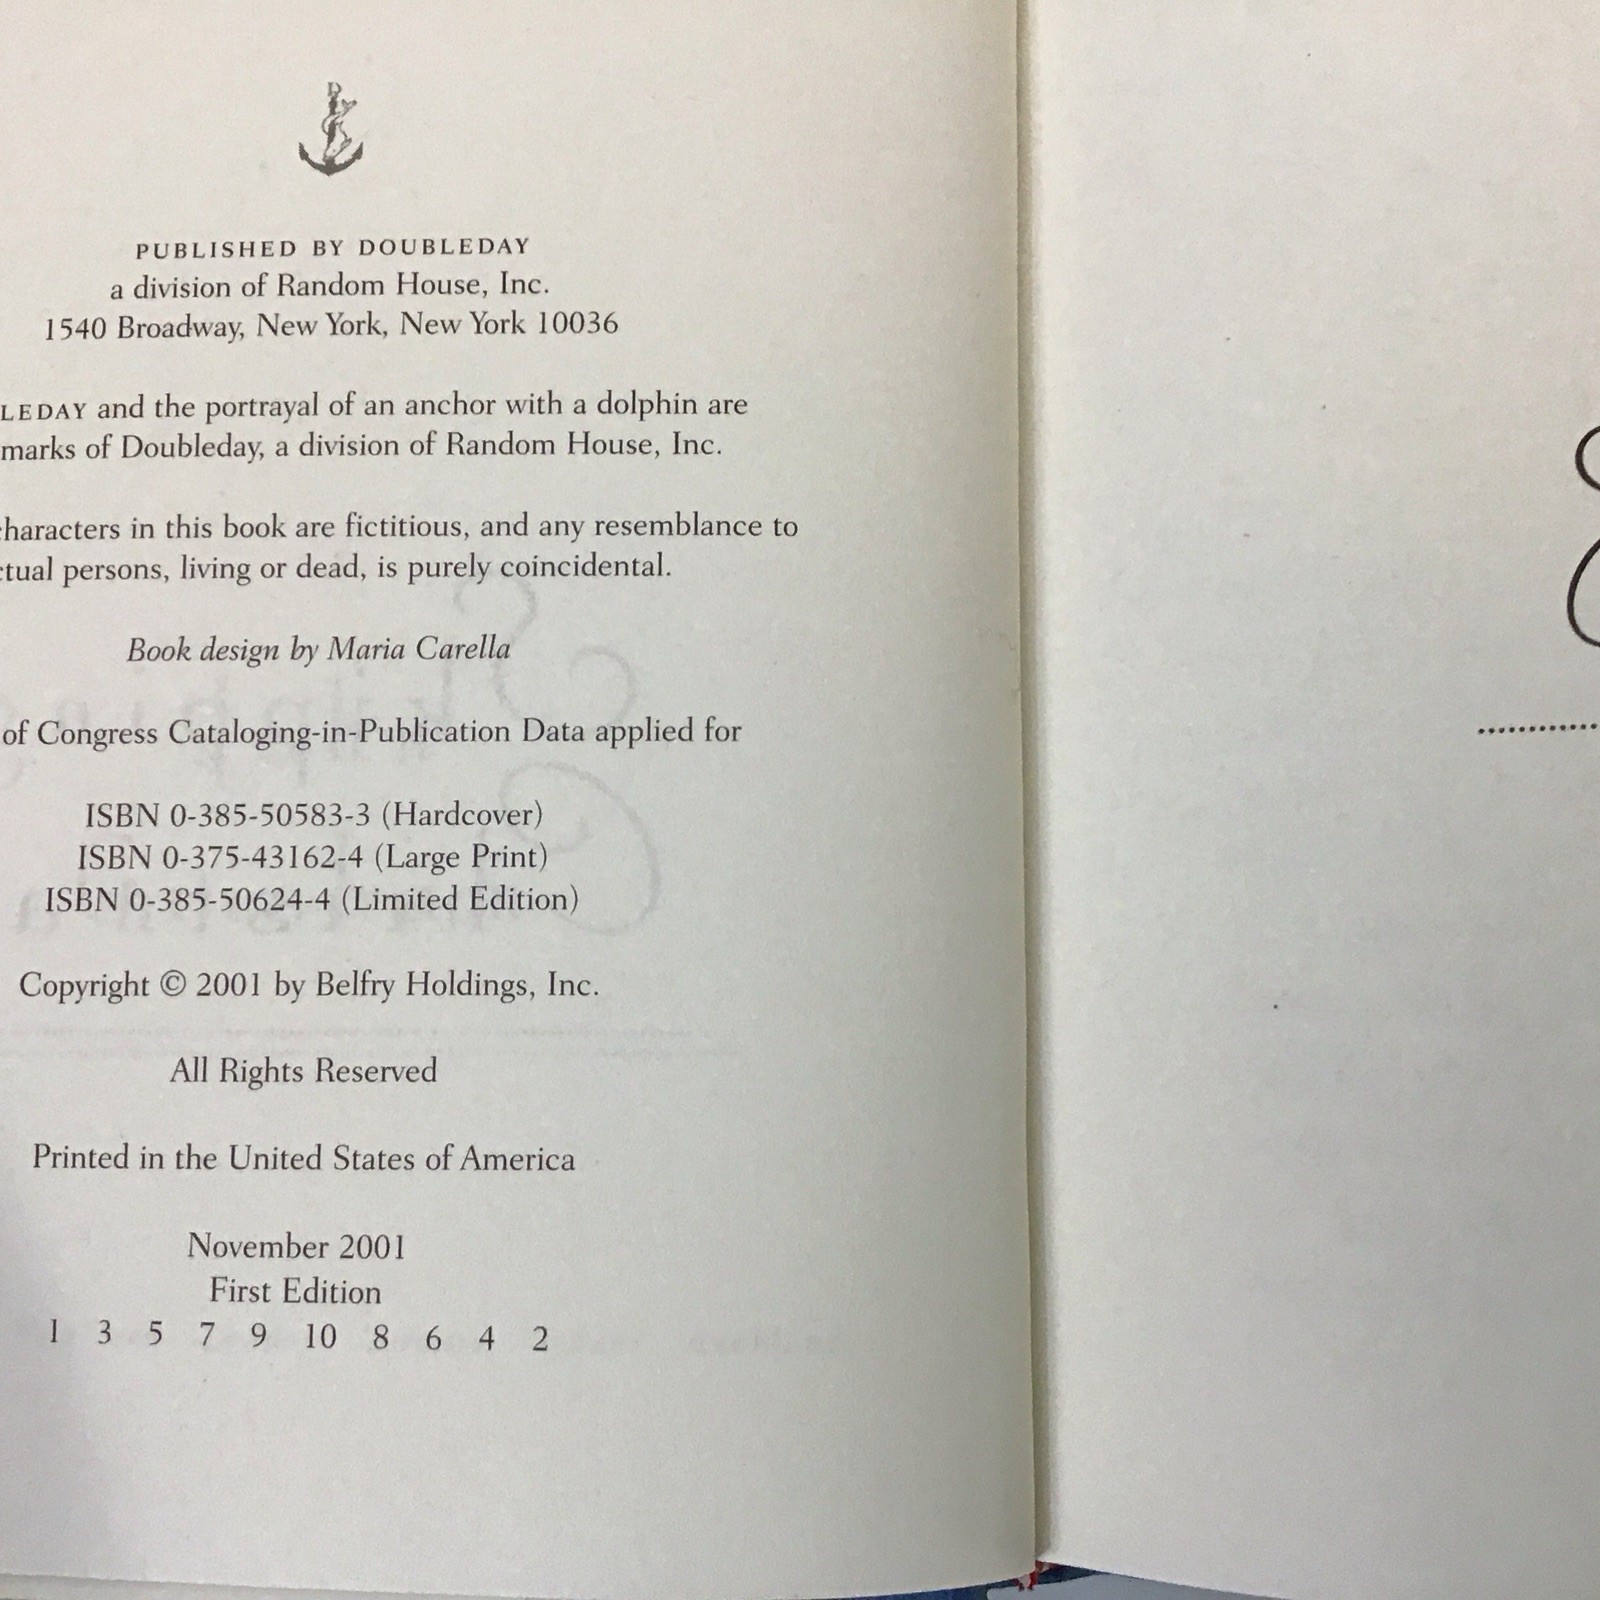 PUBLISHED BY DOUBLEDAY
a division of Random House, Inc.
1540 Broadway, New York, New York 10036
LEDAY and the portrayal of an anchor with a dolphin are
marks of Doubleday, a division of Random House, Inc.
characters in this book are fictitious, and any resemblance to
ctual persons, living or dead, is purely coincidental.
Book design by Maria Carella
of Congress Cataloging-in-Publication Data applied for
ISBN 0-385-50583-3 (Hardcover)
ISBN 0-375-43162-4 (Large Print)
ISBN 0-385-50624-4 (Limited Edition)
Copyright © 2001 by Belfry Holdings, Inc.
All Rights Reserved
Printed in the United States of America
November 2001
First Edition
1 3 5 7 9 10 8 6 4 2